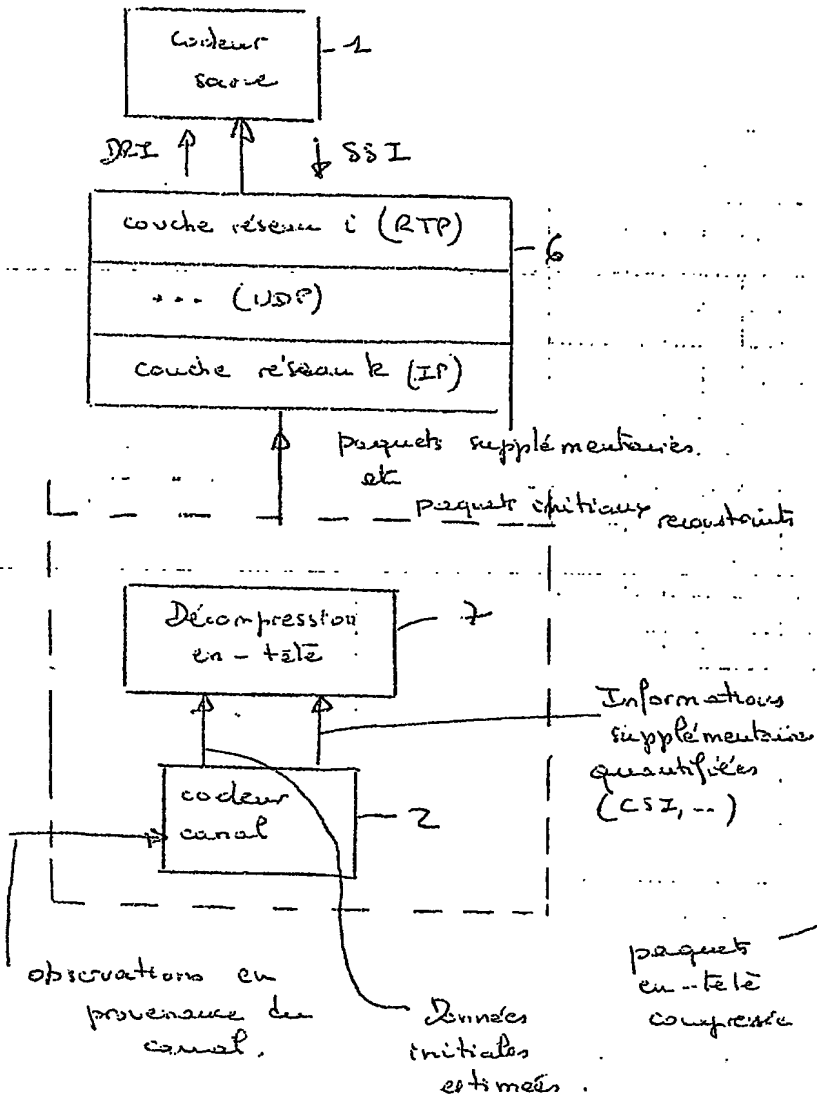 codeur
source
1
DRI
SSI
couche réseau i (RTP)
6
... (UDP)
couche réseau k (IP)
paquets supplémentaires
et
paquets initiaux reconstruits
Décompression
en-tête
7
Informations
supplémentaires
quantifiées
(CSI, ..)
codeur
canal
2
observations en
provenance du
canal.
Données
initiales
estimées.
paquets
en-tête
compressée